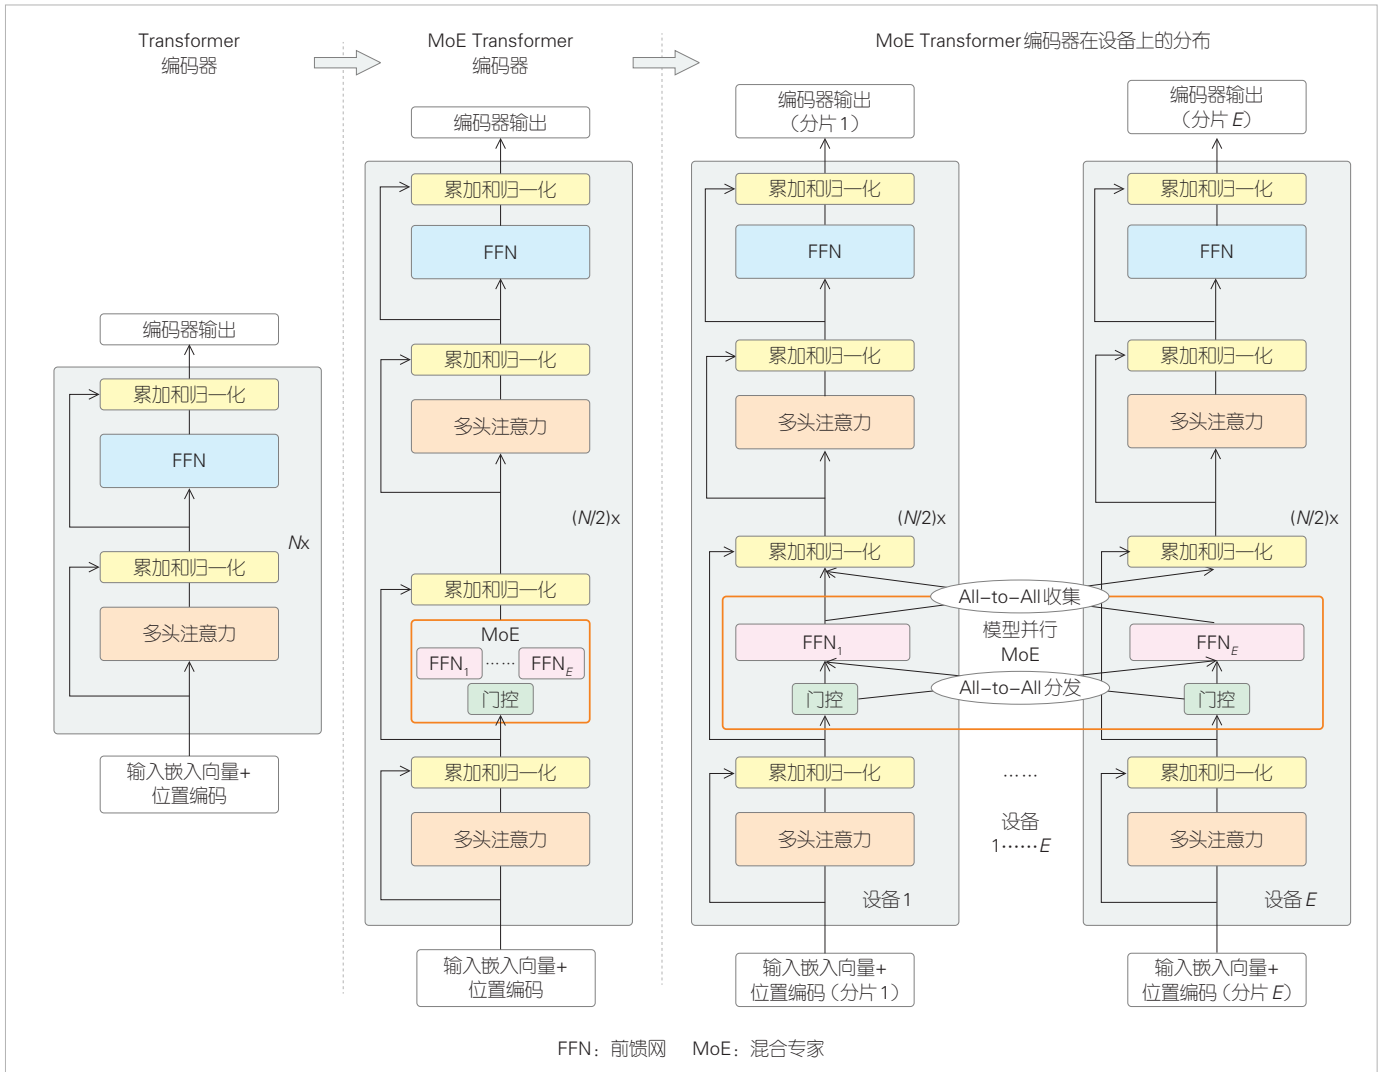 Transformer
编码器
MoE Transformer
编码器
MoE Transformer编码器在设备上的分布
编码器输出
累加和归一化
FFN
累加和归一化
多头注意力
Nx
输入嵌入向量+
位置编码
编码器输出
累加和归一化
FFN
累加和归一化
多头注意力
(N/2)x
累加和归一化
MoE
FFN1 …… FFNE
门控
累加和归一化
多头注意力
输入嵌入向量+
位置编码
编码器输出
(分片1)
累加和归一化
FFN
累加和归一化
多头注意力
(N/2)x
累加和归一化
FFN1
门控
累加和归一化
多头注意力
设备1
输入嵌入向量+
位置编码(分片1)
All-to-All收集
模型并行
MoE
All-to-All分发
……
设备
1……E
编码器输出
(分片E)
累加和归一化
FFN
累加和归一化
多头注意力
(N/2)x
累加和归一化
FFNE
门控
累加和归一化
多头注意力
设备E
输入嵌入向量+
位置编码(分片E)
FFN：前馈网 MoE：混合专家